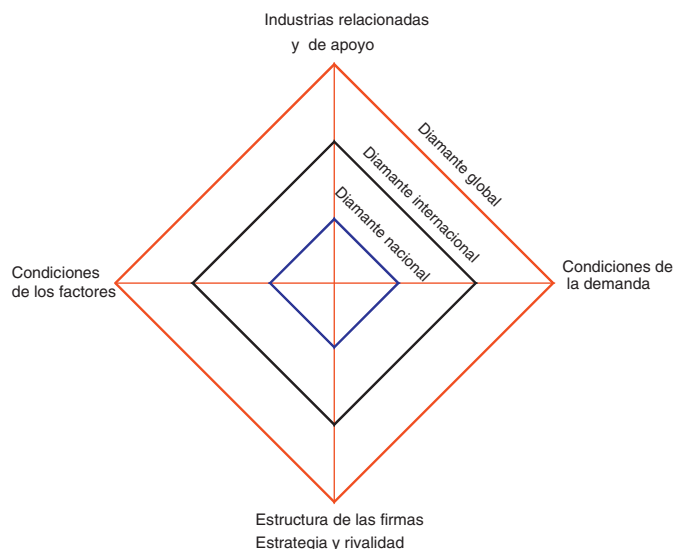 Industrias relacionadas
y de apoyo
Diamante global
Diamante internacional
Diamante nacional
Condiciones
de los factores
Condiciones de
la demanda
Estructura de las firmas
Estrategia y rivalidad